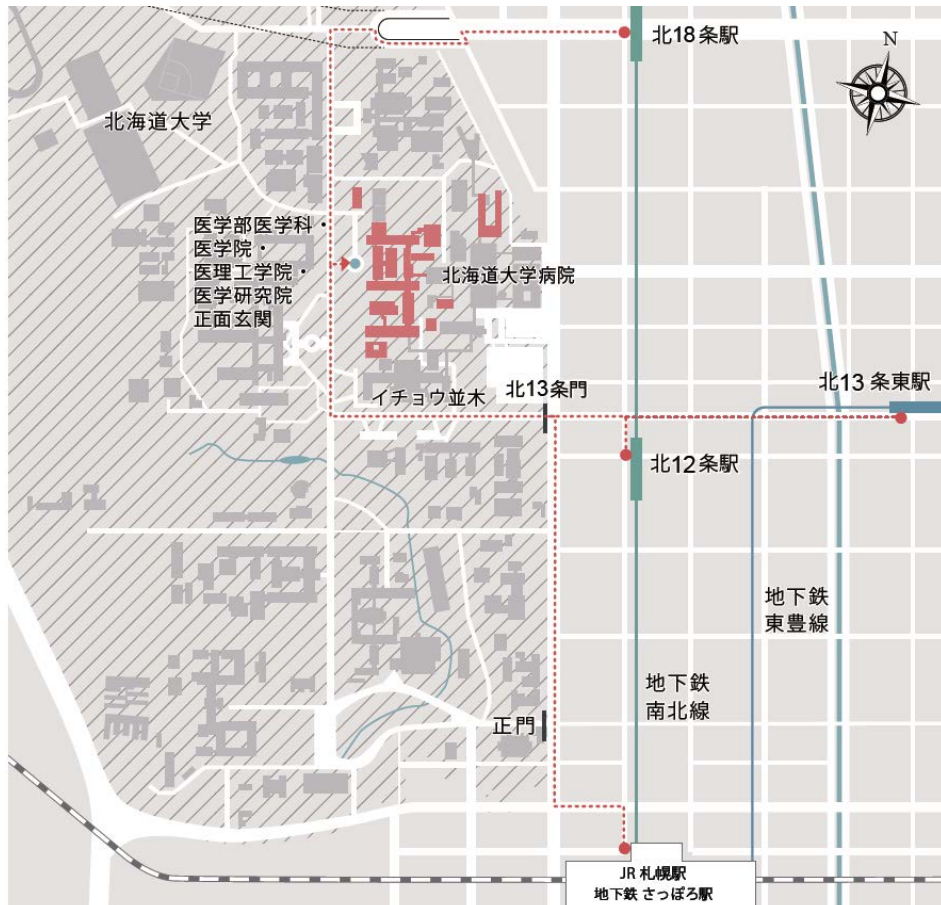 北18条駅
N
北海道大学
医学部医学科・
医学院・
医理工学院・
医学研究院
正面玄関
北海道大学病院
北13条東駅
イチョウ並木
北13条門
北12条駅
地下鉄
東豊線
地下鉄
南北線
正門
JR 札幌駅
地下鉄 さっぽろ駅